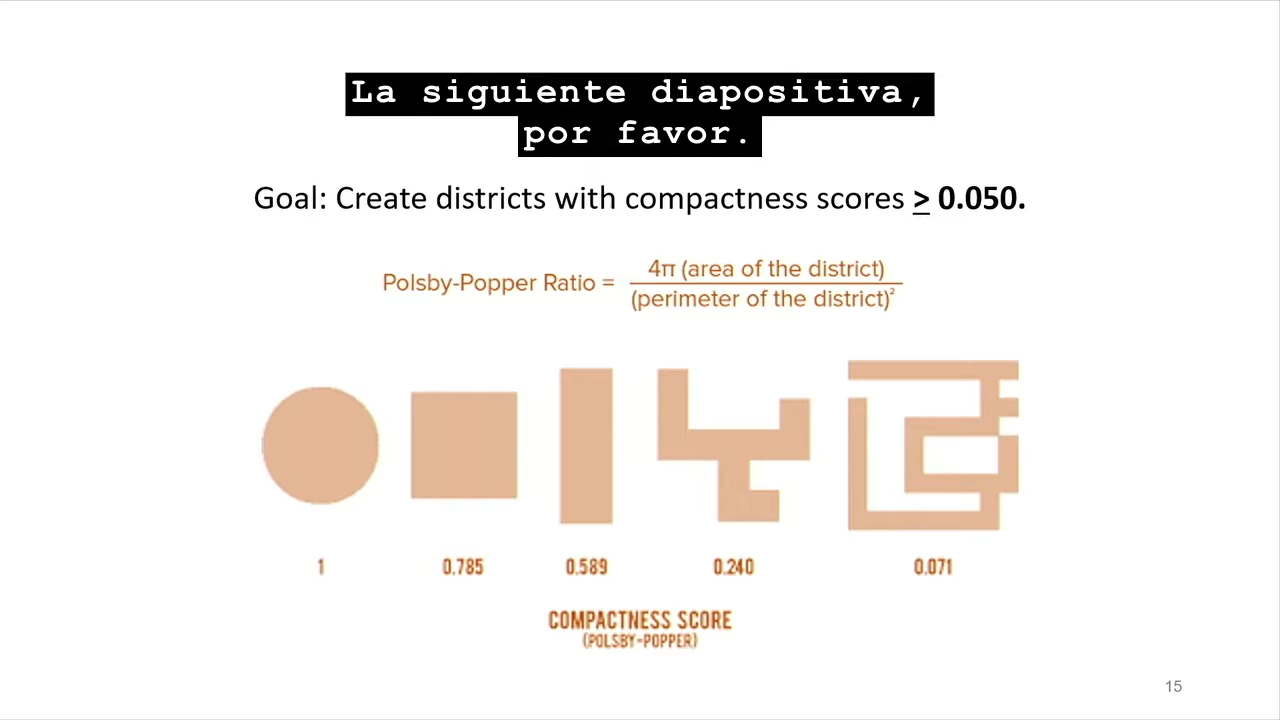 La siguiente diapositiva,
por favor.
Goal: Create districts with compactness scores ≥ 0.050.
Polsby-Popper Ratio = 4π (area of the district)
(perimeter of the district)²
1 0.785 0.589 0.240 0.071
COMPACTNESS SCORE
(POLSBY-POPPER)
15